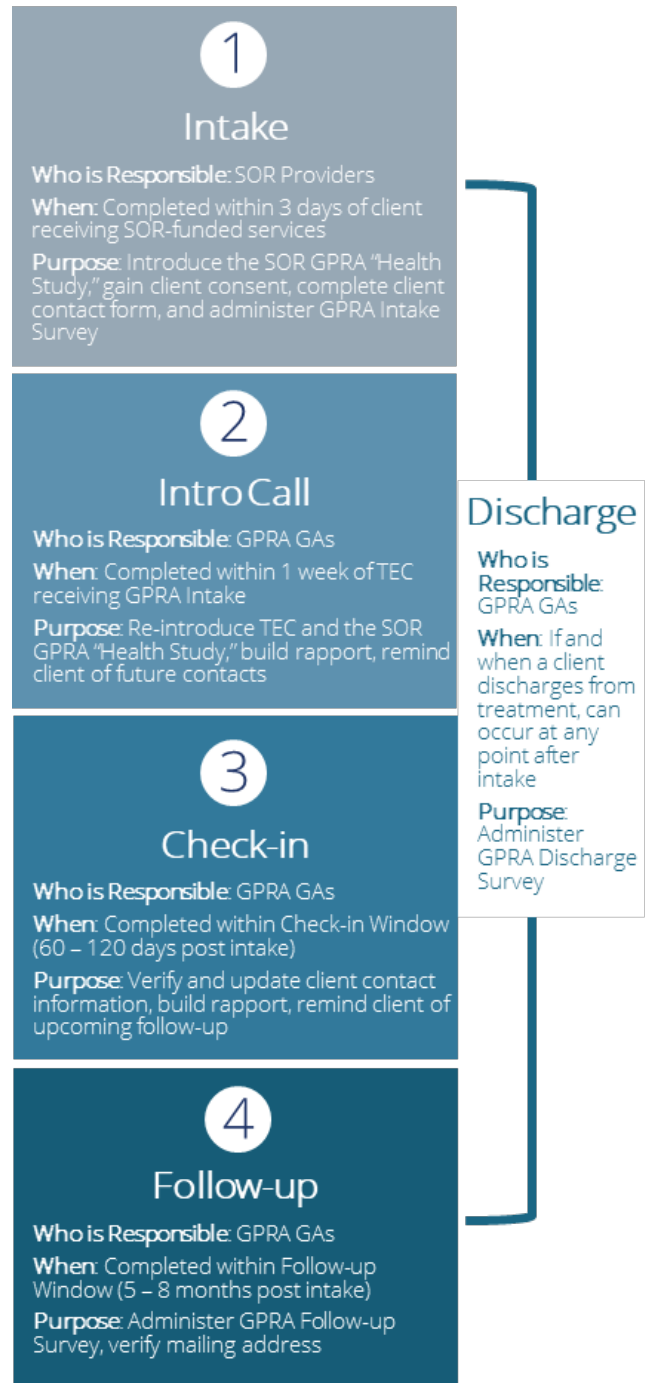 1
Intake
Who is Responsible: SOR Providers
When: Completed within 3 days of client
receiving SOR-funded services
Purpose: Introduce the SOR GPRA “Health
Study,” gain client consent, complete client
contact form, and administer GPRA Intake
Survey
2
Intro Call
Who is Responsible: GPRA GAs
When: Completed within 1 week of TEC
receiving GPRA Intake
Purpose: Re-introduce TEC and the SOR
GPRA “Health Study,” build rapport, remind
client of future contacts
3
Check-in
Who is Responsible: GPRA GAs
When: Completed within Check-in Window
(60 – 120 days post intake)
Purpose: Verify and update client contact
information, build rapport, remind client of
upcoming follow-up
4
Follow-up
Who is Responsible: GPRA GAs
When: Completed within Follow-up
Window (5 – 8 months post intake)
Purpose: Administer GPRA Follow-up
Survey, verify mailing address
Discharge
Who is
Responsible:
GPRA GAs
When: If and
when a client
discharges from
treatment, can
occur at any
point after
intake
Purpose:
Administer
GPRA Discharge
Survey